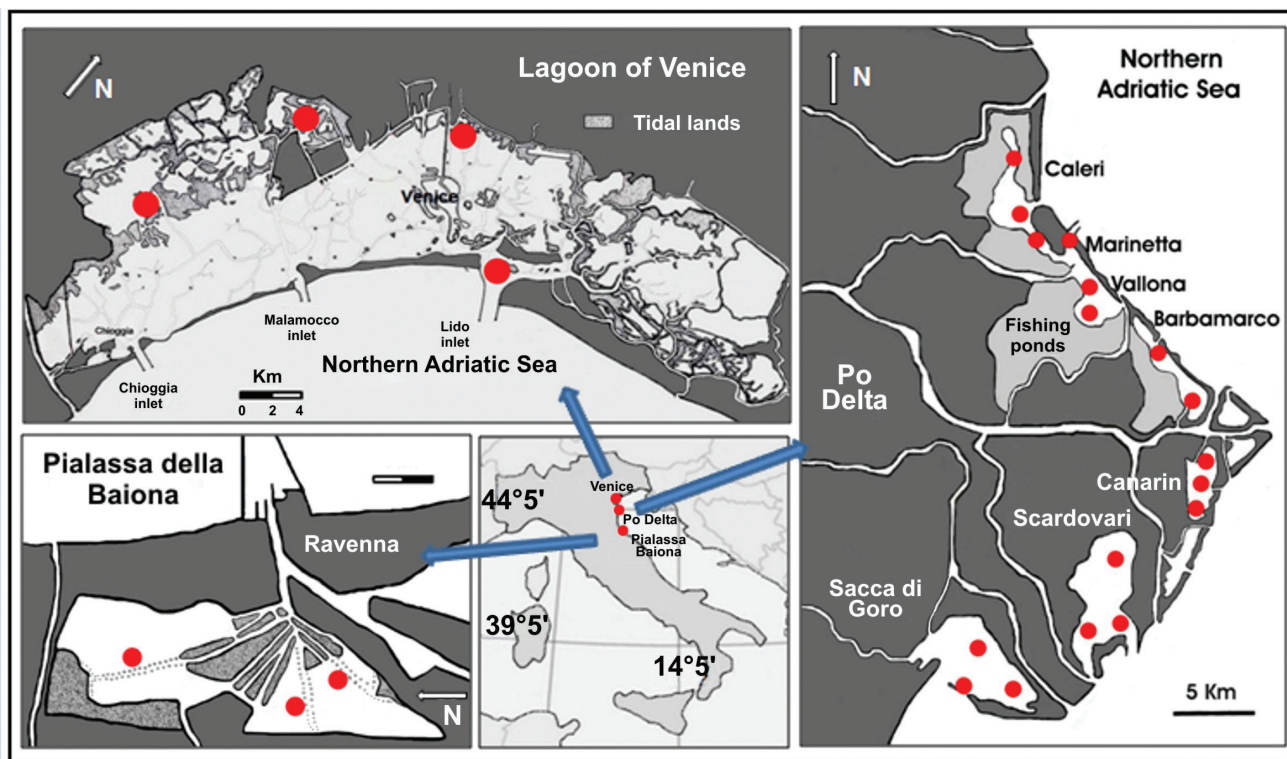 Lagoon of Venice
N
Tidal lands
Venice
Chioggia
Malamocco
inlet
Lido
inlet
Chioggia
inlet
Northern Adriatic Sea
Km
0 2 4
Pialassa della
Baiona
Ravenna
N
44°5'
39°5'
14°5'
Venice
Po Delta
Pialassa
Baiona
N
Northern
Adriatic Sea
Caleri
Marinetta
Vallona
Barbamarco
Fishing
ponds
Po
Delta
Canarin
Scardovari
Sacca di
Goro
5 Km